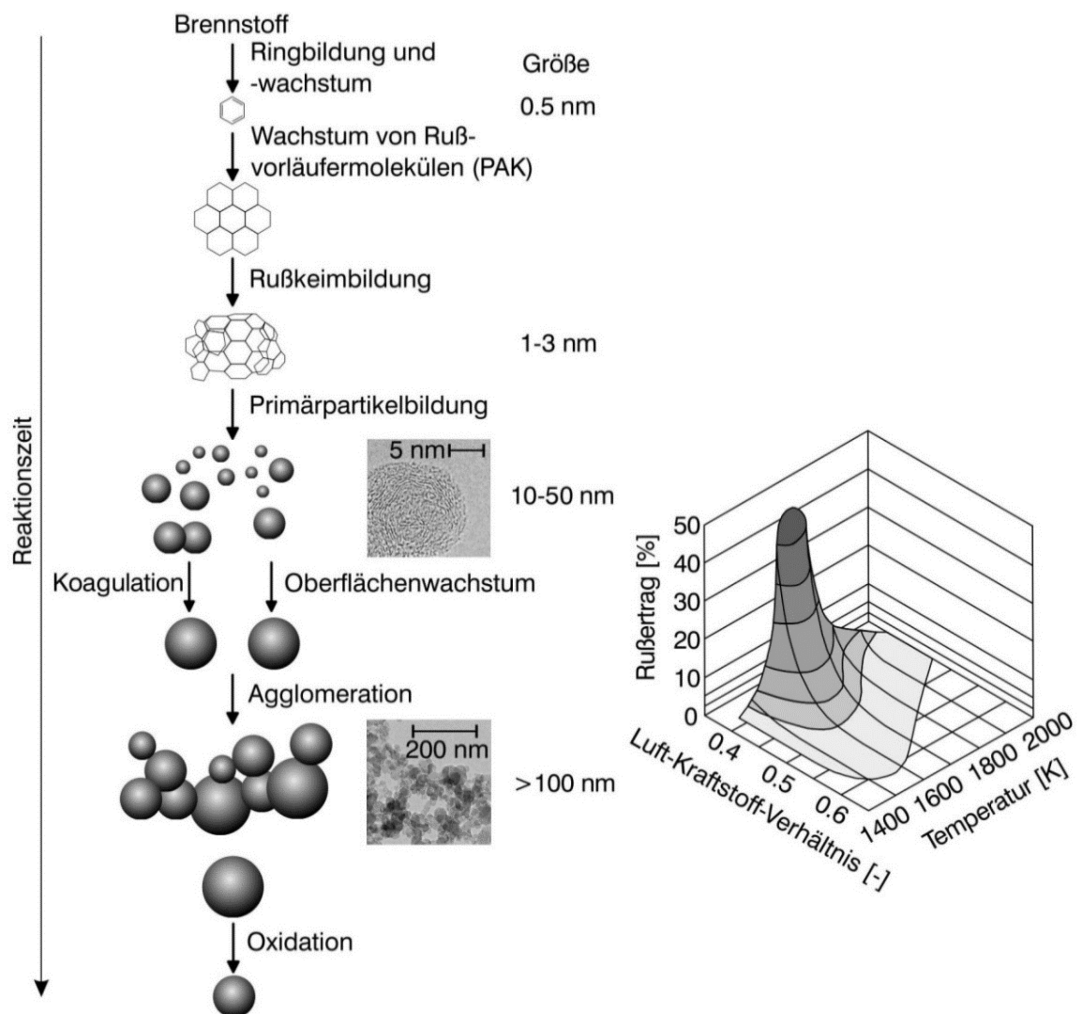 Brennstoff
Ringbildung und
-wachstum
Größe
0.5 nm
Wachstum von Ruß-
vorläufermolekülen (PAK)
Rußkeimbildung
1-3 nm
Primärpartikelbildung
5 nm
10-50 nm
Koagulation
Oberflächenwachstum
Agglomeration
200 nm
>100 nm
Oxidation
Reaktionszeit
Rußertrag [%]
50
40
30
20
10
0
0.4
0.5
0.6
Luft-Kraftstoff-Verhältnis [-]
1400
1600
1800
2000
Temperatur [K]